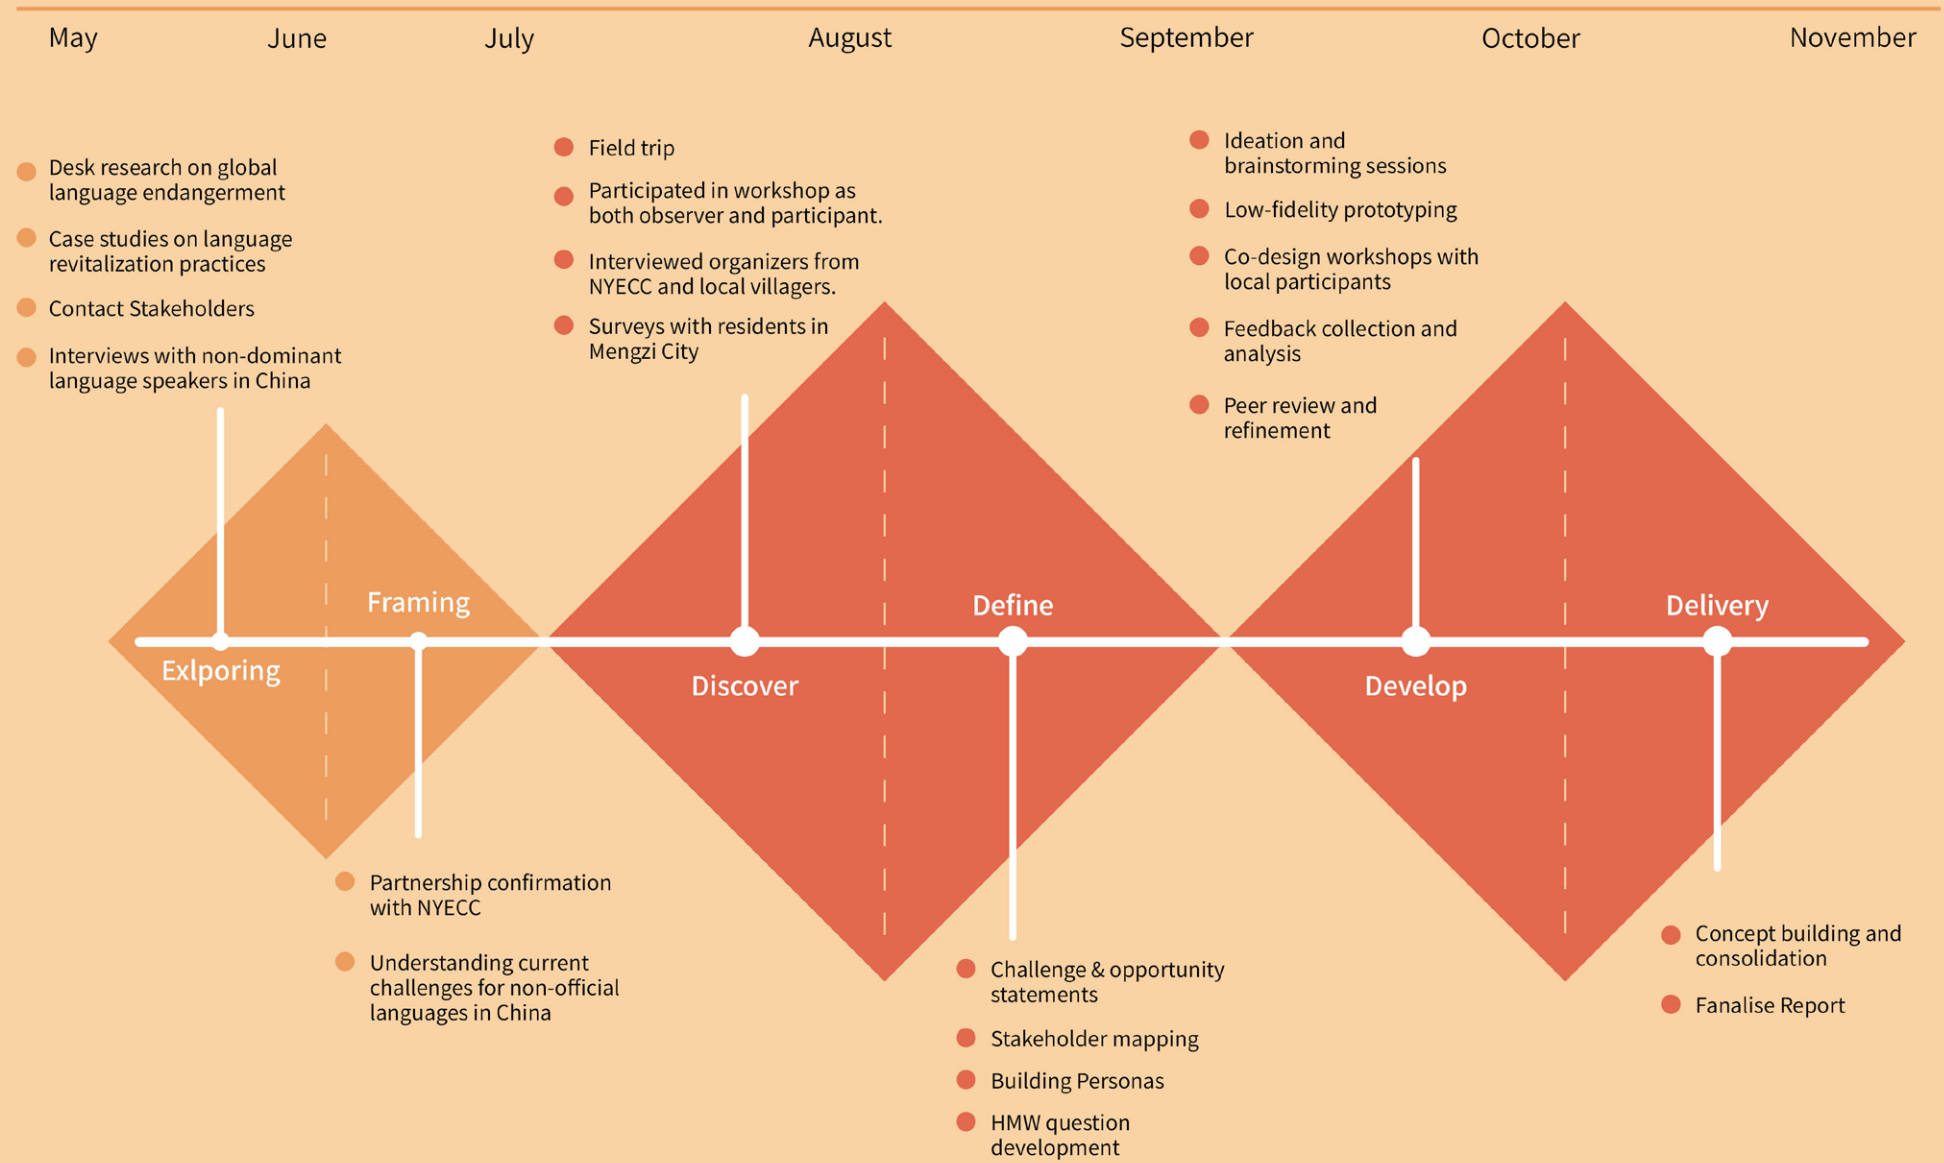 May
June
July
August
September
October
November
Desk research on global
language endangerment
Case studies on language
revitalization practices
Contact Stakeholders
Interviews with non-dominant
language speakers in China
Field trip
Participated in workshop as
both observer and participant.
Interviewed organizers from
NYECC and local villagers.
Surveys with residents in
Mengzi City
Ideation and
brainstorming sessions
Low-fidelity prototyping
Co-design workshops with
local participants
Feedback collection and
analysis
Peer review and
refinement
Exlporing
Framing
Discover
Define
Develop
Delivery
Partnership confirmation
with NYECC
Understanding current
challenges for non-official
languages in China
Challenge & opportunity
statements
Stakeholder mapping
Building Personas
HMW question
development
Concept building and
consolidation
Fanalise Report